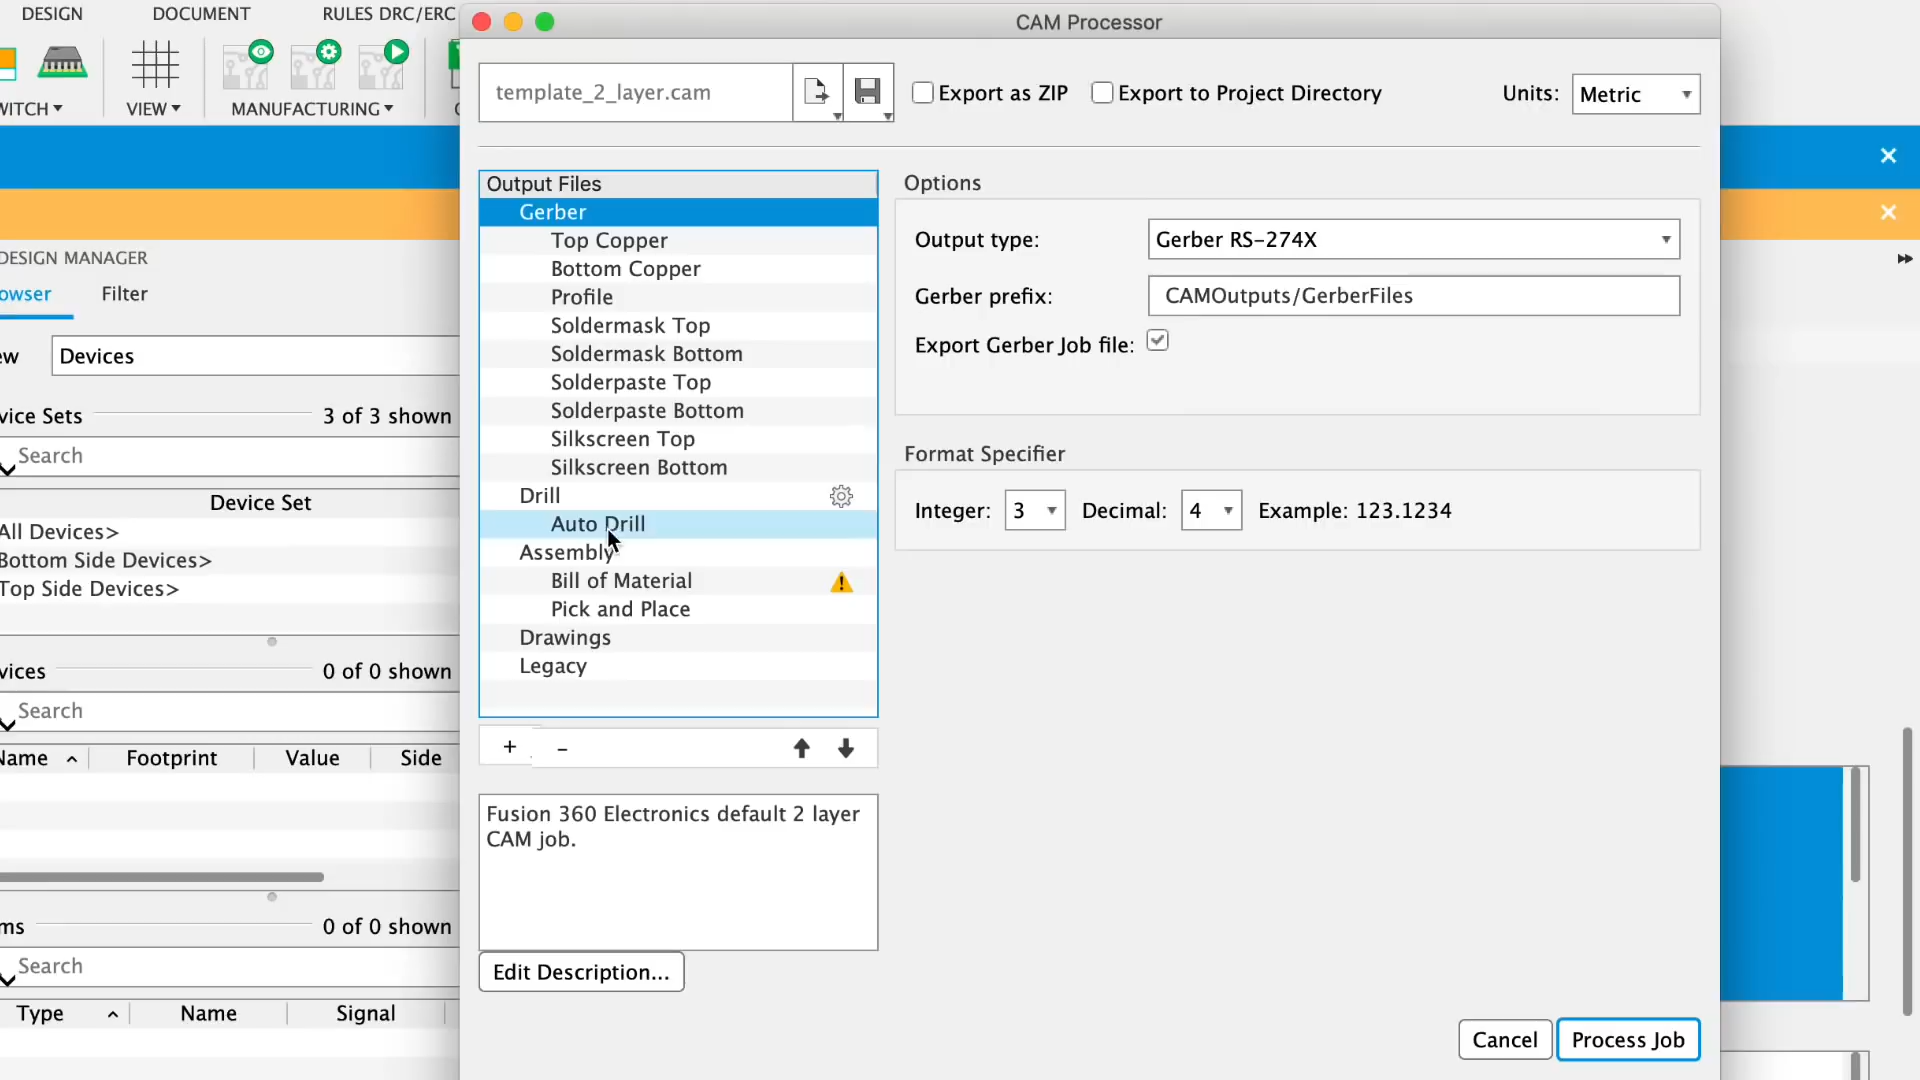 DESIGN
DOCUMENT
RULES DRC/ERC
WITCH
VIEW
MANUFACTURING
DESIGN MANAGER
owser
Filter
ew
Devices
vice Sets
3 of 3 shown
Search
Device Set
All Devices>
Bottom Side Devices>
Top Side Devices>
vices
0 of 0 shown
Search
Name
Footprint
Value
Side
ms
0 of 0 shown
Search
Type
Name
Signal
CAM Processor
template_2_layer.cam
Export as ZIP
Export to Project Directory
Units:
Metric
Output Files
Gerber
Top Copper
Bottom Copper
Profile
Soldermask Top
Soldermask Bottom
Solderpaste Top
Solderpaste Bottom
Silkscreen Top
Silkscreen Bottom
Drill
Auto Drill
Assembly
Bill of Material
Pick and Place
Drawings
Legacy
+
-
Fusion 360 Electronics default 2 layer
CAM job.
Edit Description...
Options
Output type:
Gerber RS-274X
Gerber prefix:
CAMOutputs/GerberFiles
Export Gerber Job file:
Format Specifier
Integer:
3
Decimal:
4
Example: 123.1234
Cancel
Process Job